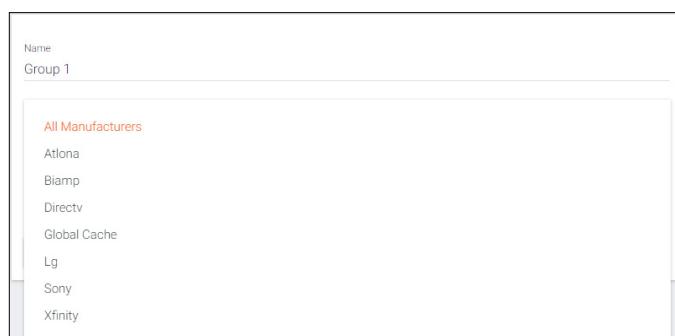 Name
Group 1
All Manufacturers
Atlona
Biamp
Directv
Global Cache
Lg
Sony
Xfinity